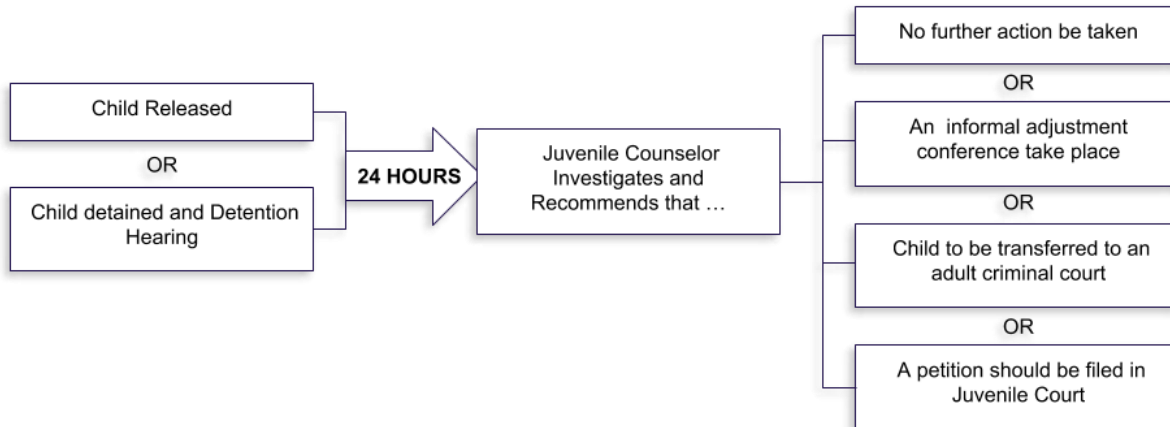 Child Released
OR
Child detained and Detention
Hearing
24 HOURS
Juvenile Counselor
Investigates and
Recommends that …
No further action be taken
OR
An informal adjustment
conference take place
OR
Child to be transferred to an
adult criminal court
OR
A petition should be filed in
Juvenile Court